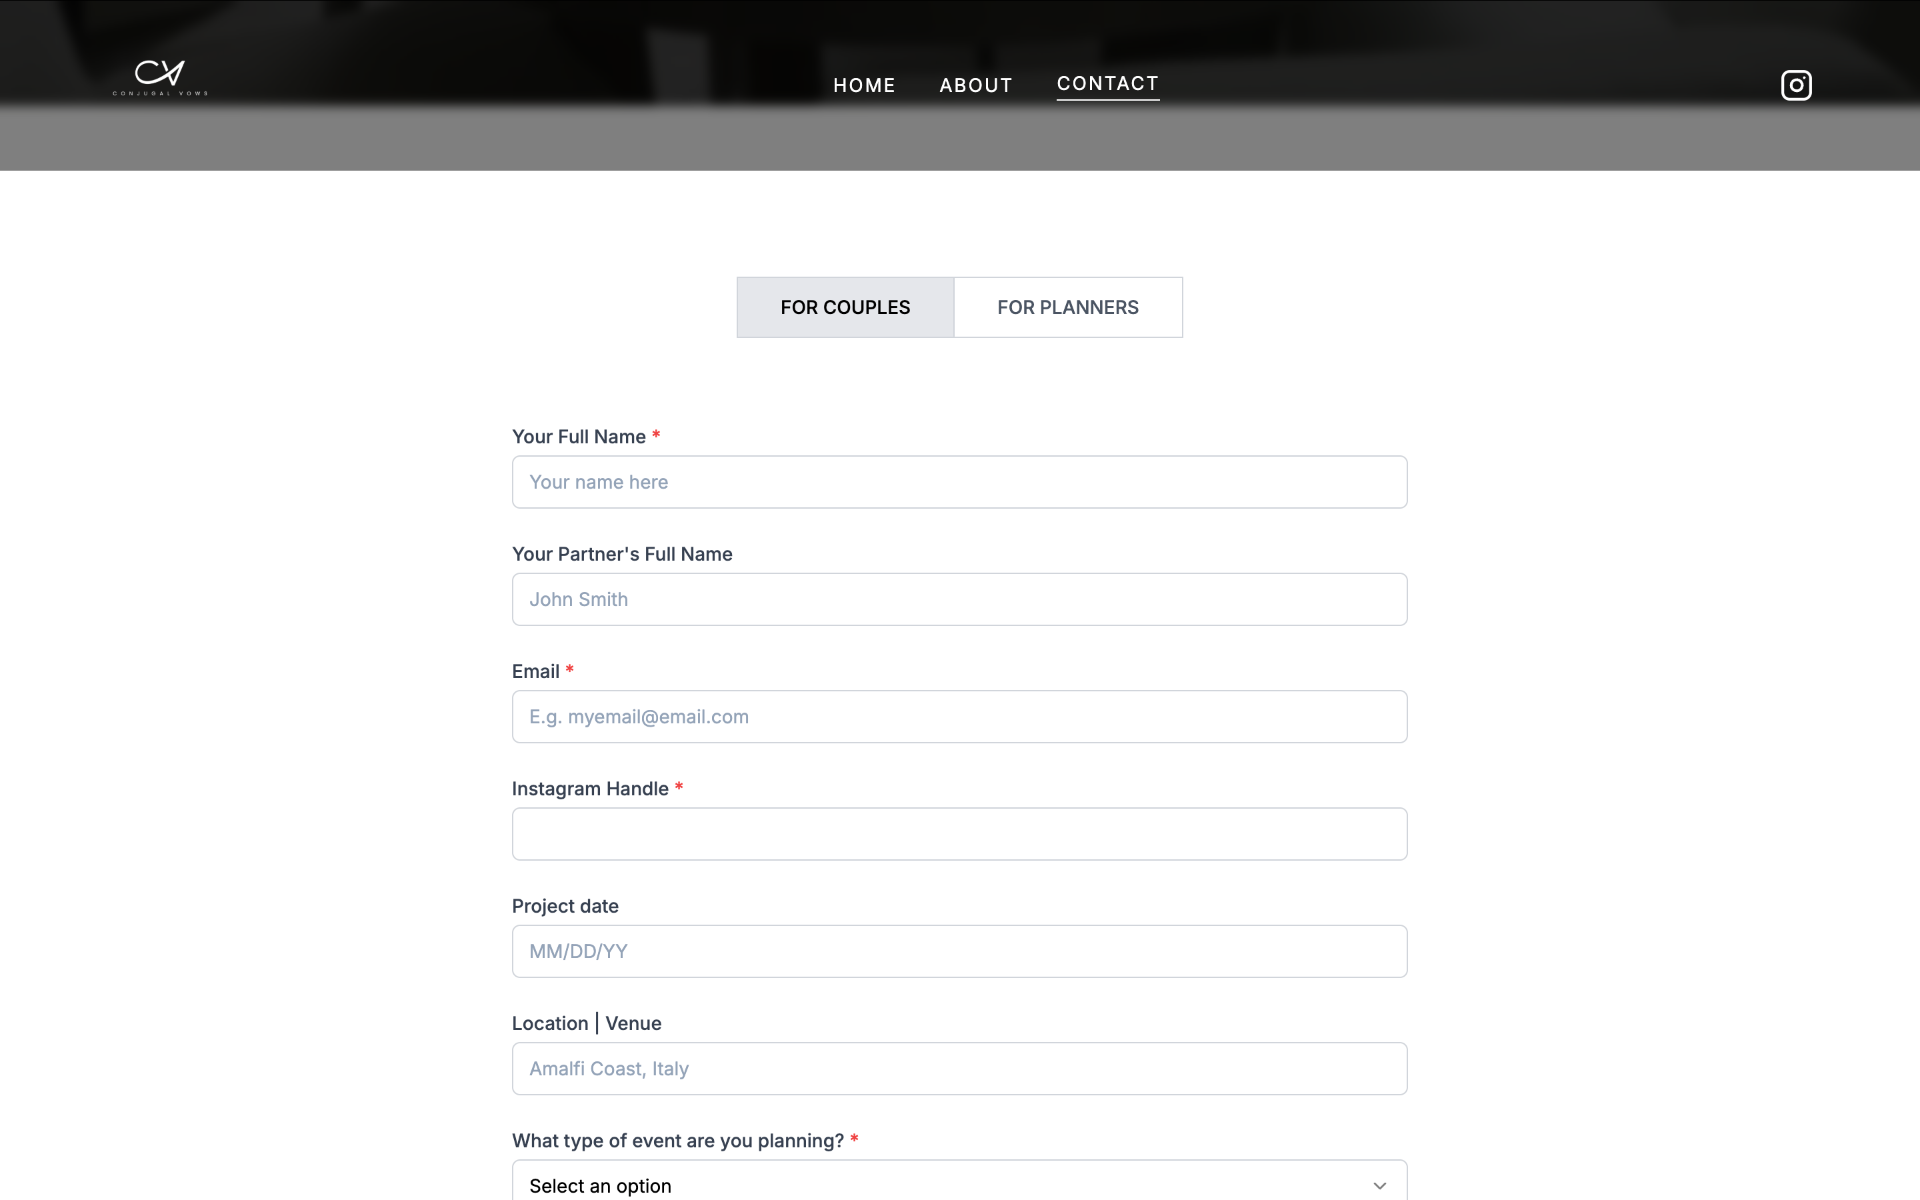 CONJUGAL VOWS
HOME
ABOUT
CONTACT
FOR COUPLES
FOR PLANNERS
Your Full Name *
Your name here
Your Partner's Full Name
John Smith
Email *
E.g. myemail@email.com
Instagram Handle *
Project date
MM/DD/YY
Location | Venue
Amalfi Coast, Italy
What type of event are you planning? *
Select an option